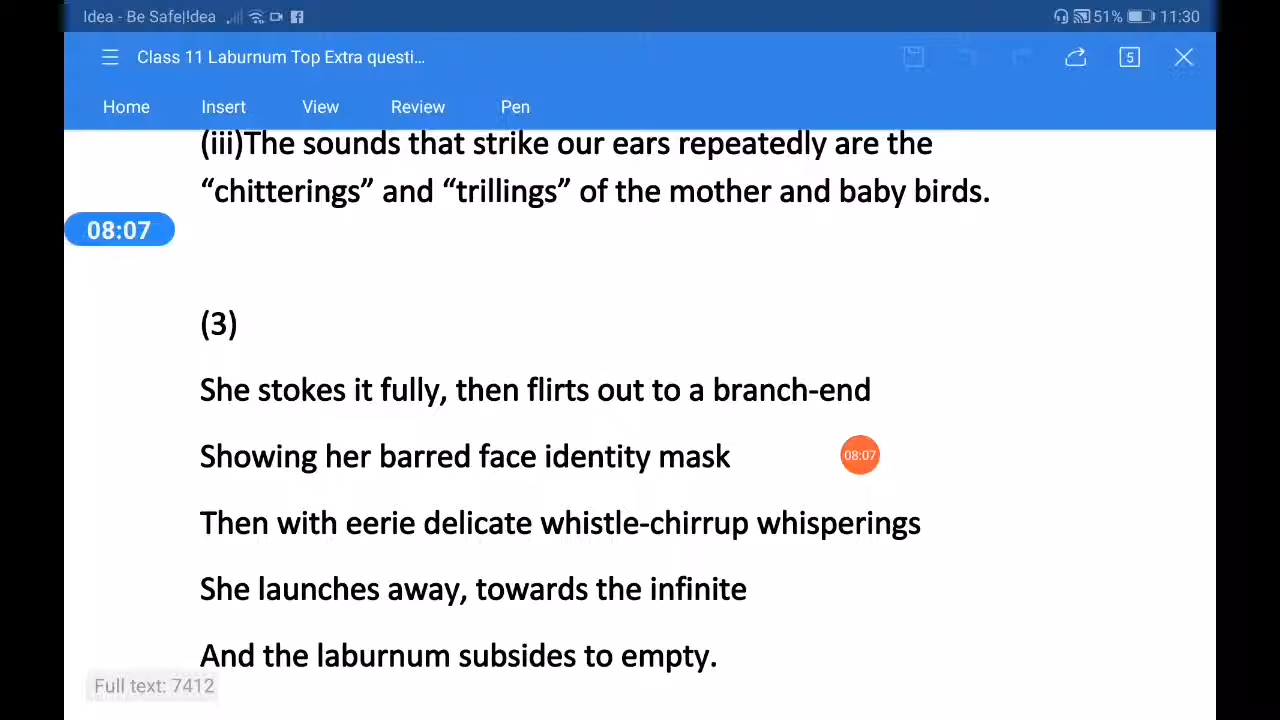 Idea - Be Safe|!dea 51% 11:30
Class 11 Laburnum Top Extra questi... 5
Home Insert View Review Pen
(iii)The sounds that strike our ears repeatedly are the
“chitterings” and “trillings” of the mother and baby birds.
08:07
(3)
She stokes it fully, then flirts out to a branch-end
Showing her barred face identity mask
08:07
Then with eerie delicate whistle-chirrup whisperings
She launches away, towards the infinite
And the laburnum subsides to empty.
Full text: 7412